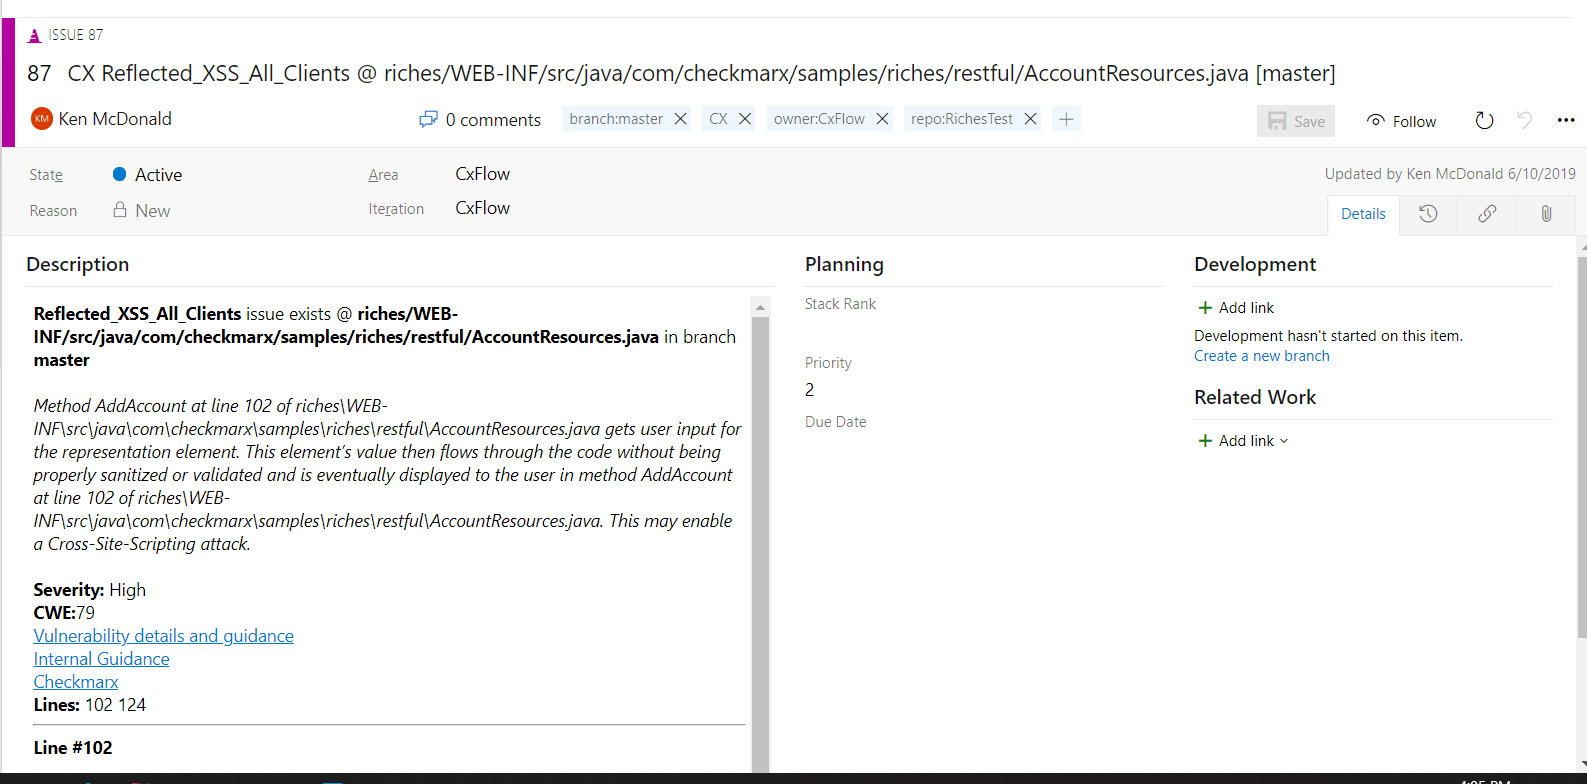 ISSUE 87
87 CX Reflected_XSS_All_Clients @ riches/WEB-INF/src/java/com/checkmarx/samples/riches/restful/AccountResources.java [master]
KM Ken McDonald
0 comments
branch:master
CX
owner:CxFlow
repo:RichesTest
Save
Follow
State
Active
Area
CxFlow
Updated by Ken McDonald 6/10/2019
Reason
New
Iteration
CxFlow
Details
Description
Reflected_XSS_All_Clients issue exists @ riches/WEB-
INF/src/java/com/checkmarx/samples/riches/restful/AccountResources.java in branch
master
Method AddAccount at line 102 of riches\WEB-
INF\src\java\com\checkmarx\samples\riches\restful\AccountResources.java gets user input for
the representation element. This element’s value then flows through the code without being
properly sanitized or validated and is eventually displayed to the user in method AddAccount
at line 102 of riches\WEB-
INF\src\java\com\checkmarx\samples\riches\restful\AccountResources.java. This may enable
a Cross-Site-Scripting attack.
Severity: High
CWE:79
Vulnerability details and guidance
Internal Guidance
Checkmarx
Lines: 102 124
Line #102
Planning
Stack Rank
Priority
2
Due Date
Development
Add link
Development hasn't started on this item.
Create a new branch
Related Work
Add link